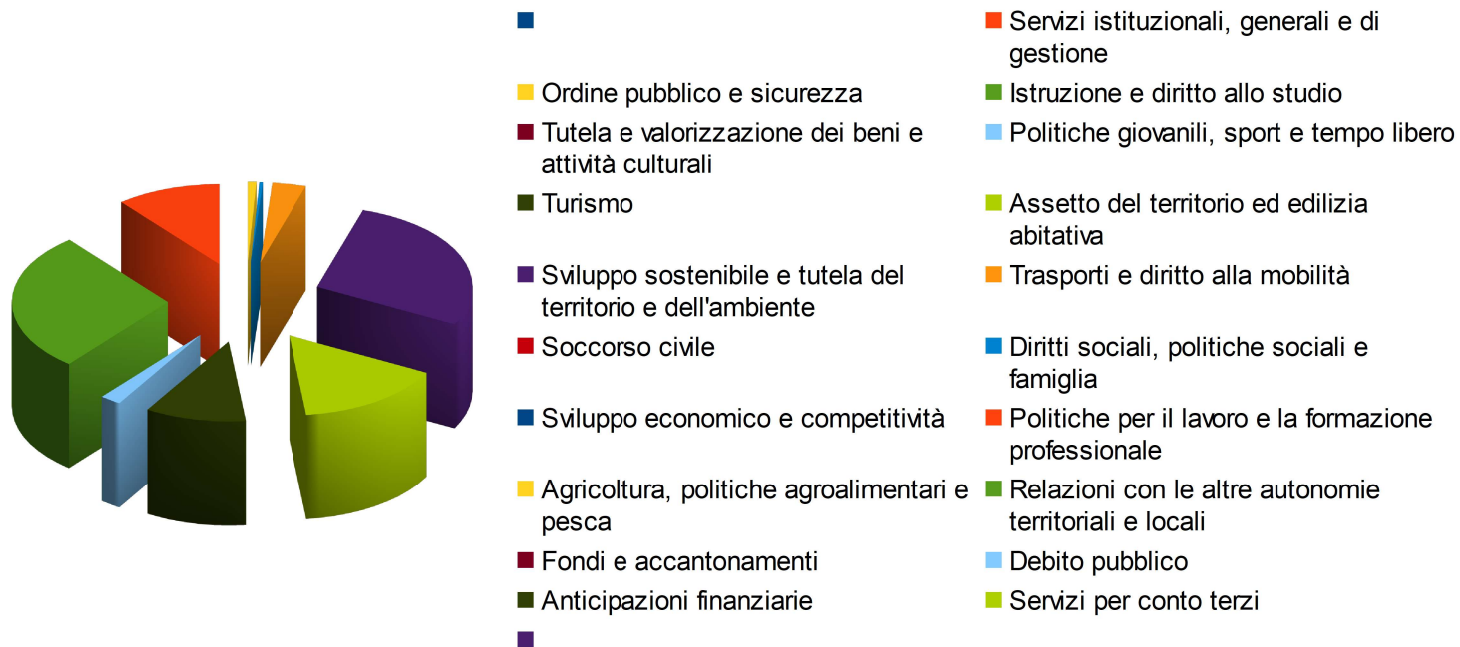 Servizi istituzionali, generali e di
gestione
Ordine pubblico e sicurezza
Istruzione e diritto allo studio
Tutela e valorizzazione dei beni e
attività culturali
Politiche giovanili, sport e tempo libero
Turismo
Assetto del territorio ed edilizia
abitativa
Sviluppo sostenibile e tutela del
territorio e dell'ambiente
Trasporti e diritto alla mobilità
Soccorso civile
Diritti sociali, politiche sociali e
famiglia
Sviluppo economico e competitività
Politiche per il lavoro e la formazione
professionale
Agricoltura, politiche agroalimentari e
pesca
Relazioni con le altre autonomie
territoriali e locali
Fondi e accantonamenti
Debito pubblico
Anticipazioni finanziarie
Servizi per conto terzi